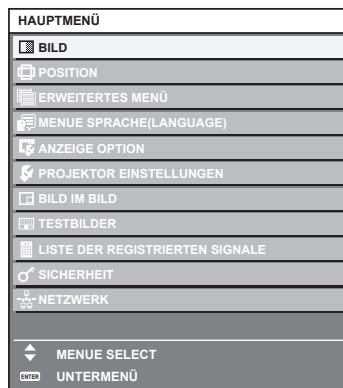 HAUPTMENÜ
BILD
POSITION
ERWEITERTES MENÜ
MENUE SPRACHE(LANGUAGE)
ANZEIGE OPTION
PROJEKTOR EINSTELLUNGEN
BILD IM BILD
TESTBILDER
LISTE DER REGISTRIERTEN SIGNALE
SICHERHEIT
NETZWERK
MENUE SELECT
ENTER UNTERMENÜ